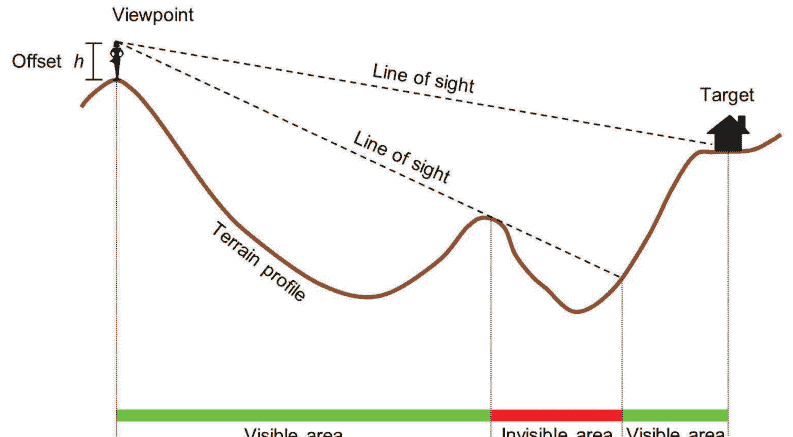 Viewpoint
Offset h
Line of sight
Target
Line of sight
Terrain profile
Visible area
Invisible area
Visible area